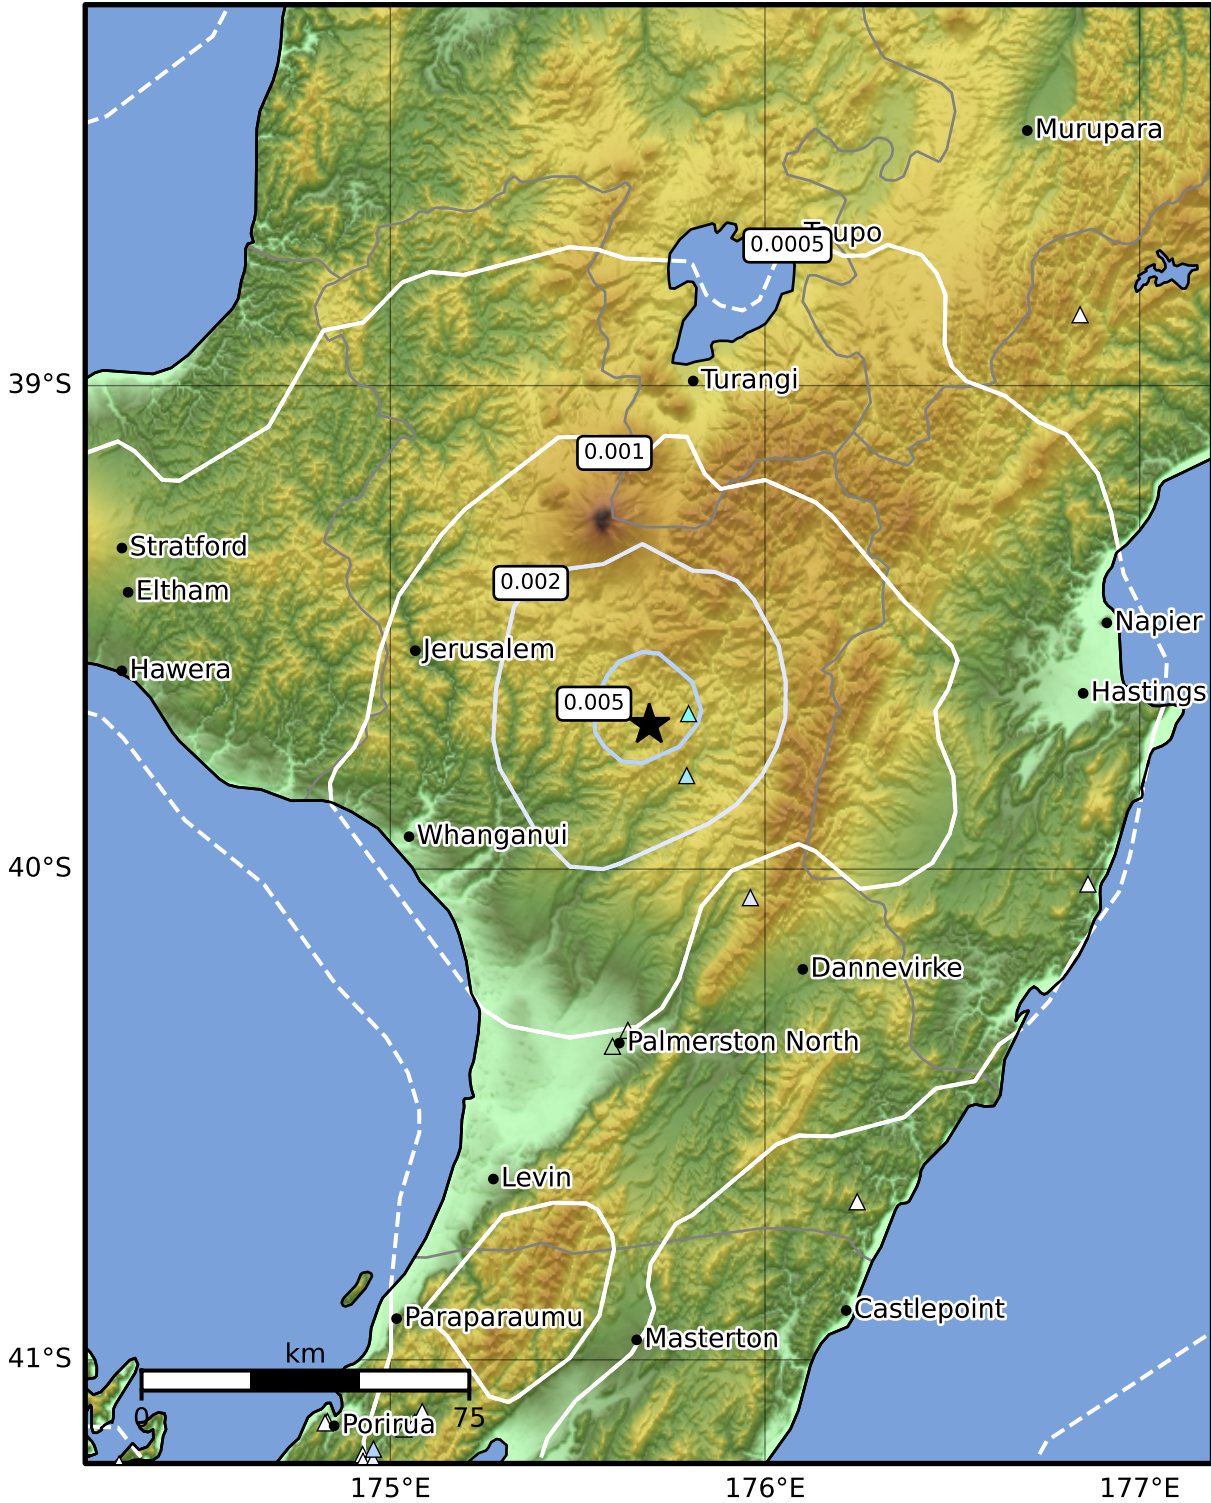 Murupara
Taupo
0.0005
39°S
Turangi
0.001
Stratford
0.002
Eltham
Napier
Jerusalem
Hawera
Hastings
0.005
Whanganui
40°S
Dannevirke
Palmerston North
Levin
Castlepoint
Paraparaumu
Masterton
km
41°S
0
75
Porirua
175°E
176°E
177°E